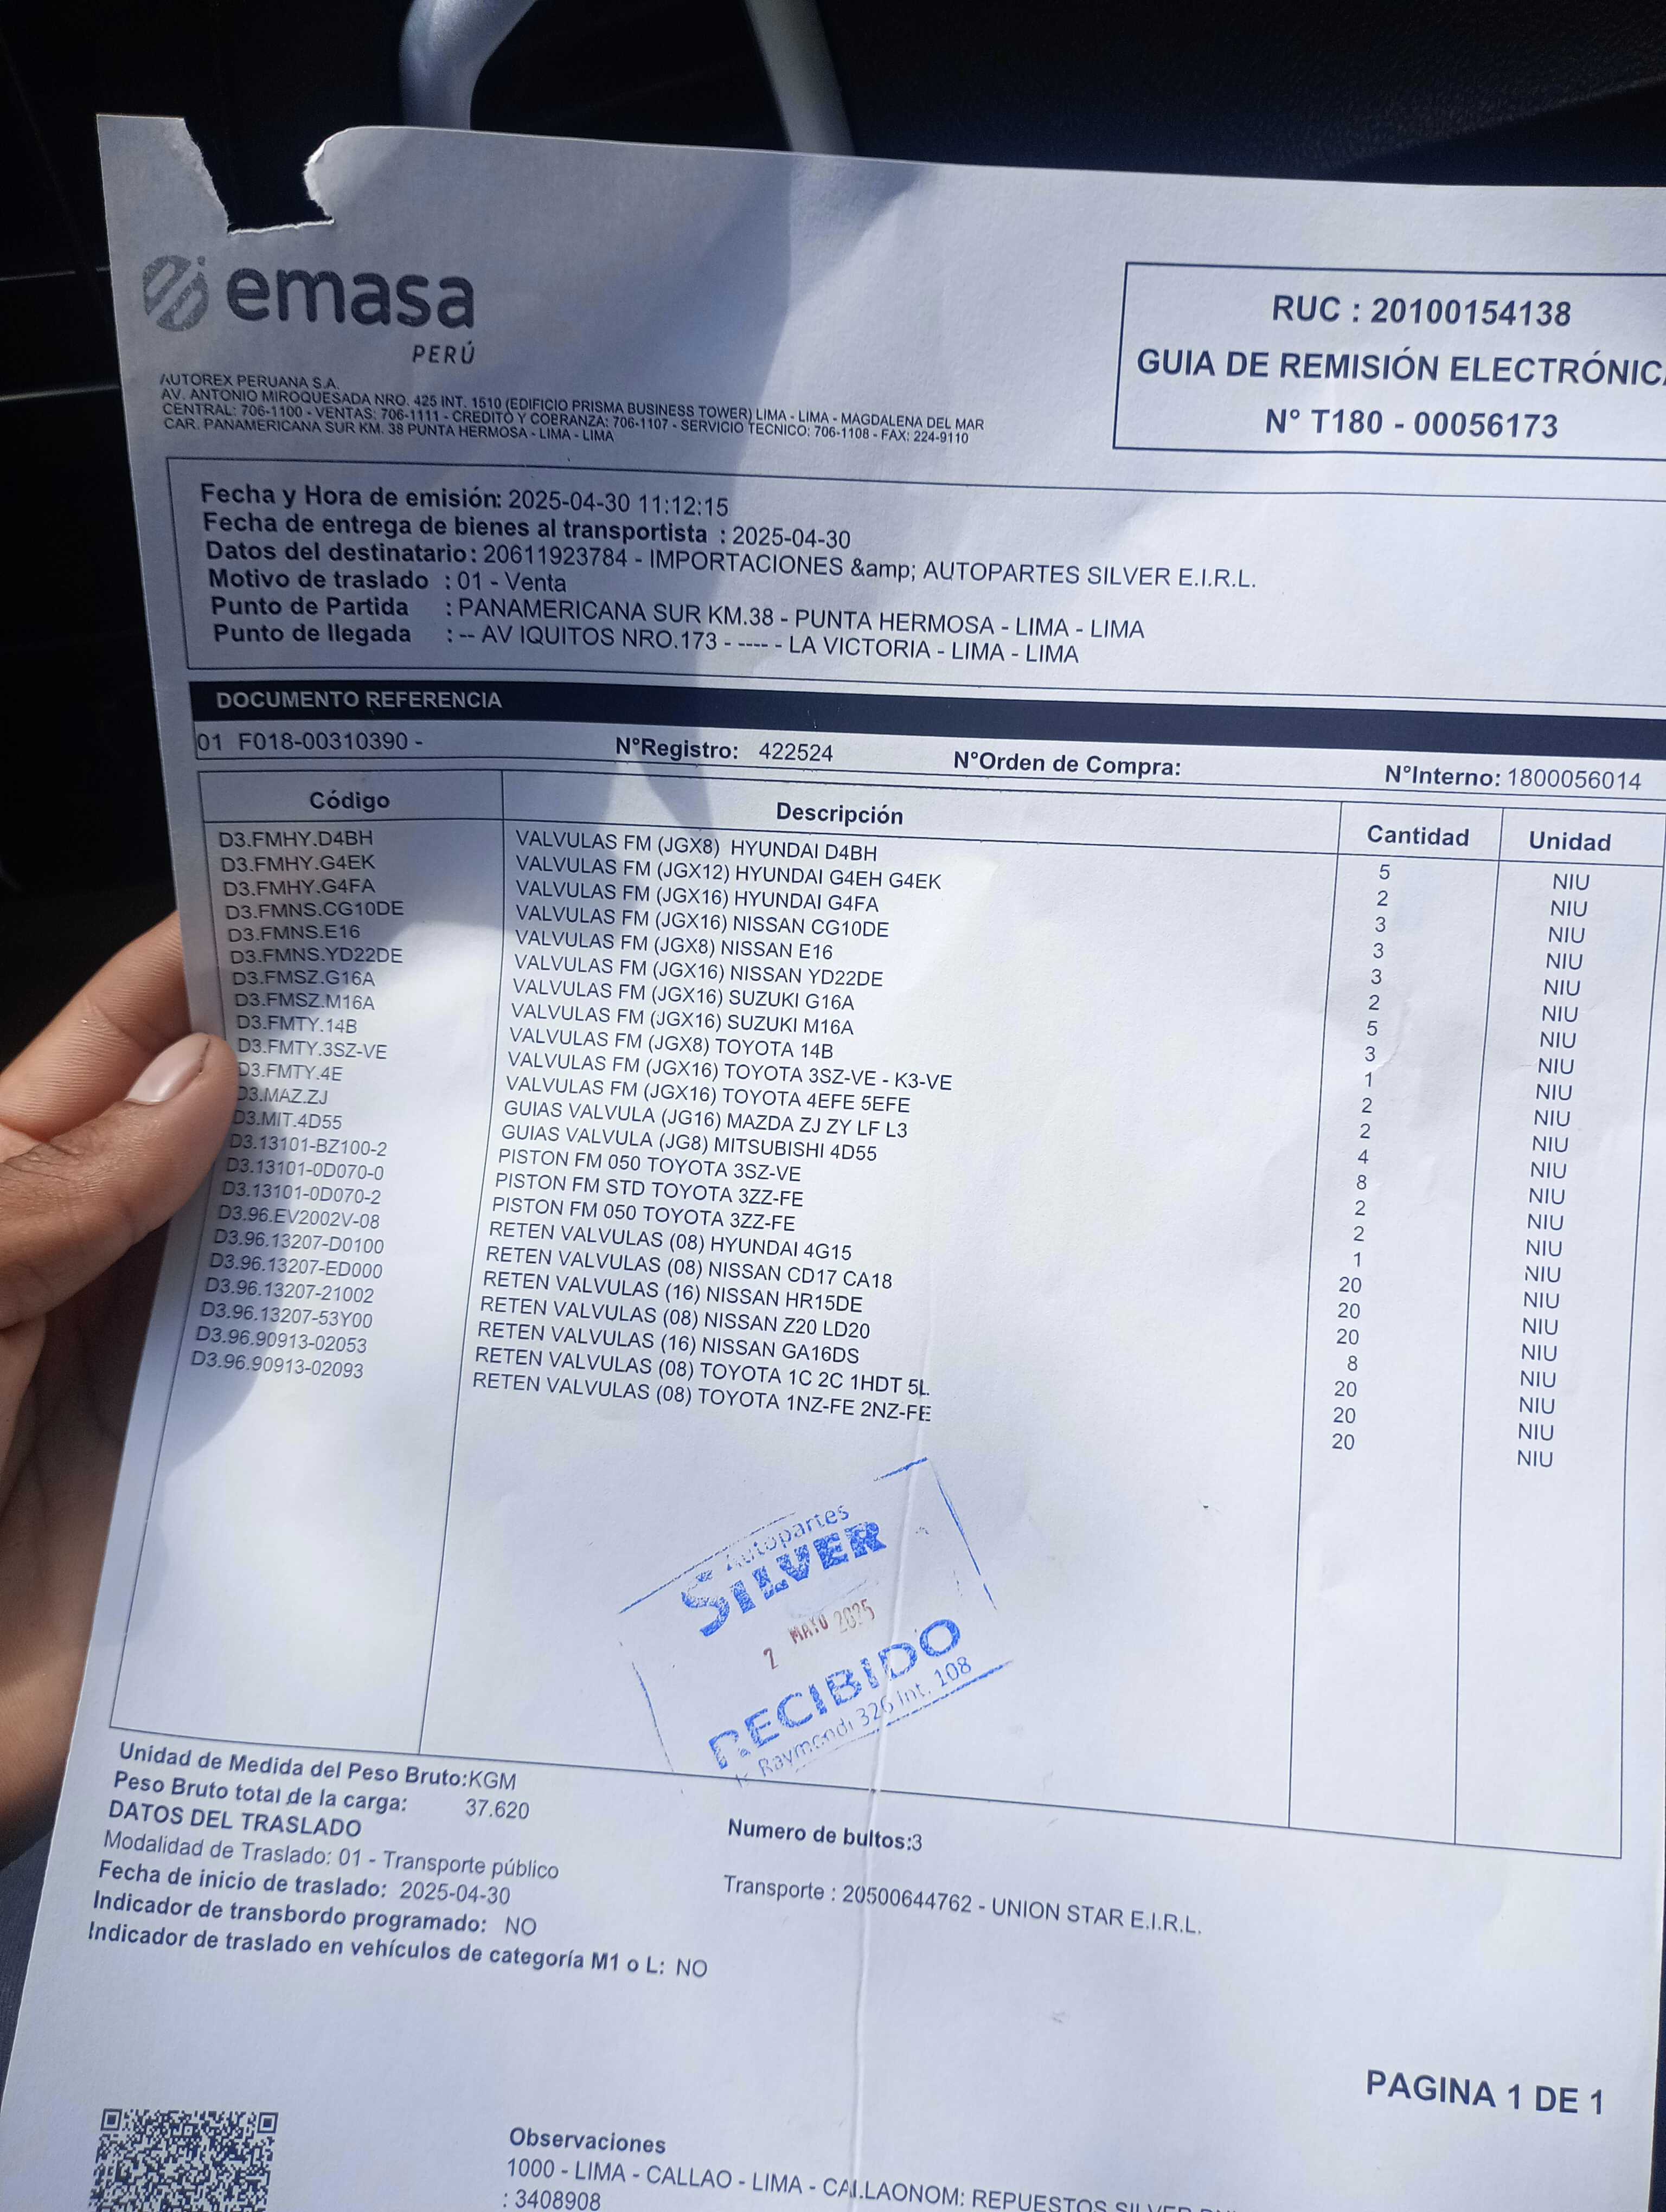 emasa
PERÚ
AUTOREX PERUANA S.A.
AV. ANTONIO MIROQUESADA NRO. 425 INT. 1510 (EDIFICIO PRISMA BUSINESS TOWER) LIMA - LIMA - MAGDALENA DEL MAR
CENTRAL: 706-1100 - VENTAS: 706-1111 - CREDITO Y COBRANZA: 706-1107 - SERVICIO TECNICO: 706-1108 - FAX: 224-9110
CAR. PANAMERICANA SUR KM. 38 PUNTA HERMOSA - LIMA - LIMA
RUC : 20100154138
GUIA DE REMISIÓN ELECTRÓNIC
N° T180 - 00056173
Fecha y Hora de emisión: 2025-04-30 11:12:15
Fecha de entrega de bienes al transportista : 2025-04-30
Datos del destinatario : 20611923784 - IMPORTACIONES &amp; AUTOPARTES SILVER E.I.R.L.
Motivo de traslado : 01 - Venta
Punto de Partida : PANAMERICANA SUR KM.38 - PUNTA HERMOSA - LIMA - LIMA
Punto de llegada : -- AV IQUITOS NRO.173 - ---- - LA VICTORIA - LIMA - LIMA
DOCUMENTO REFERENCIA
01 F018-00310390 - N°Registro: 422524 N°Orden de Compra: N°Interno: 1800056014
Código Descripción Cantidad Unidad
D3.FMHY.D4BH VALVULAS FM (JGX8) HYUNDAI D4BH 5 NIU
D3.FMHY.G4EK VALVULAS FM (JGX12) HYUNDAI G4EH G4EK 2 NIU
D3.FMHY.G4FA VALVULAS FM (JGX16) HYUNDAI G4FA 3 NIU
D3.FMNS.CG10DE VALVULAS FM (JGX16) NISSAN CG10DE 3 NIU
D3.FMNS.E16 VALVULAS FM (JGX8) NISSAN E16 3 NIU
D3.FMNS.YD22DE VALVULAS FM (JGX16) NISSAN YD22DE 2 NIU
D3.FMSZ.G16A VALVULAS FM (JGX16) SUZUKI G16A 5 NIU
D3.FMSZ.M16A VALVULAS FM (JGX16) SUZUKI M16A 3 NIU
D3.FMTY.14B VALVULAS FM (JGX8) TOYOTA 14B 1 NIU
D3.FMTY.3SZ-VE VALVULAS FM (JGX16) TOYOTA 3SZ-VE - K3-VE 2 NIU
D3.FMTY.4E VALVULAS FM (JGX16) TOYOTA 4EFE 5EFE 2 NIU
D3.MAZ.ZJ GUIAS VALVULA (JG16) MAZDA ZJ ZY LF L3 4 NIU
D3.MIT.4D55 GUIAS VALVULA (JG8) MITSUBISHI 4D55 8 NIU
D3.13101-BZ100-2 PISTON FM 050 TOYOTA 3SZ-VE 2 NIU
D3.13101-0D070-0 PISTON FM STD TOYOTA 3ZZ-FE 2 NIU
D3.13101-0D070-2 PISTON FM 050 TOYOTA 3ZZ-FE 1 NIU
D3.96.EV2002V-08 RETEN VALVULAS (08) HYUNDAI 4G15 20 NIU
D3.96.13207-D0100 RETEN VALVULAS (08) NISSAN CD17 CA18 20 NIU
D3.96.13207-ED000 RETEN VALVULAS (16) NISSAN HR15DE 20 NIU
D3.96.13207-21002 RETEN VALVULAS (08) NISSAN Z20 LD20 8 NIU
D3.96.13207-53Y00 RETEN VALVULAS (16) NISSAN GA16DS 20 NIU
D3.96.90913-02053 RETEN VALVULAS (08) TOYOTA 1C 2C 1HDT 5L 20 NIU
D3.96.90913-02093 RETEN VALVULAS (08) TOYOTA 1NZ-FE 2NZ-FE 20 NIU
Autopartes
SILVER
2 MAYO 2025
RECIBIDO
Raymondi 326 Int. 108
Unidad de Medida del Peso Bruto:KGM
Peso Bruto total de la carga: 37.620 Numero de bultos:3
DATOS DEL TRASLADO
Modalidad de Traslado: 01 - Transporte público Transporte : 20500644762 - UNION STAR E.I.R.L.
Fecha de inicio de traslado: 2025-04-30
Indicador de transbordo programado: NO
Indicador de traslado en vehículos de categoría M1 o L: NO
PAGINA 1 DE 1
Observaciones
1000 - LIMA - CALLAO - LIMA - CALLAONOM: REPUESTOS SILVER
: 3408908